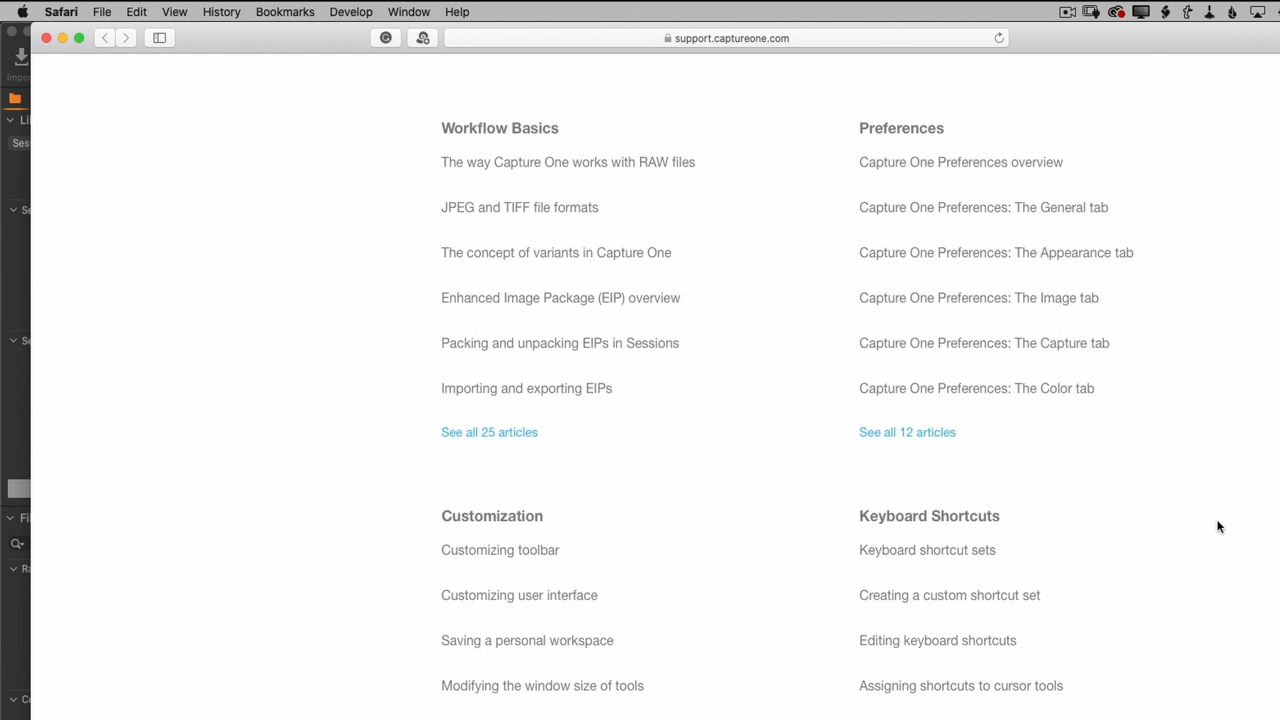 Safari File Edit View History Bookmarks Develop Window Help
support.captureone.com
Workflow Basics
The way Capture One works with RAW files
JPEG and TIFF file formats
The concept of variants in Capture One
Enhanced Image Package (EIP) overview
Packing and unpacking EIPs in Sessions
Importing and exporting EIPs
See all 25 articles
Preferences
Capture One Preferences overview
Capture One Preferences: The General tab
Capture One Preferences: The Appearance tab
Capture One Preferences: The Image tab
Capture One Preferences: The Capture tab
Capture One Preferences: The Color tab
See all 12 articles
Customization
Customizing toolbar
Customizing user interface
Saving a personal workspace
Modifying the window size of tools
Keyboard Shortcuts
Keyboard shortcut sets
Creating a custom shortcut set
Editing keyboard shortcuts
Assigning shortcuts to cursor tools